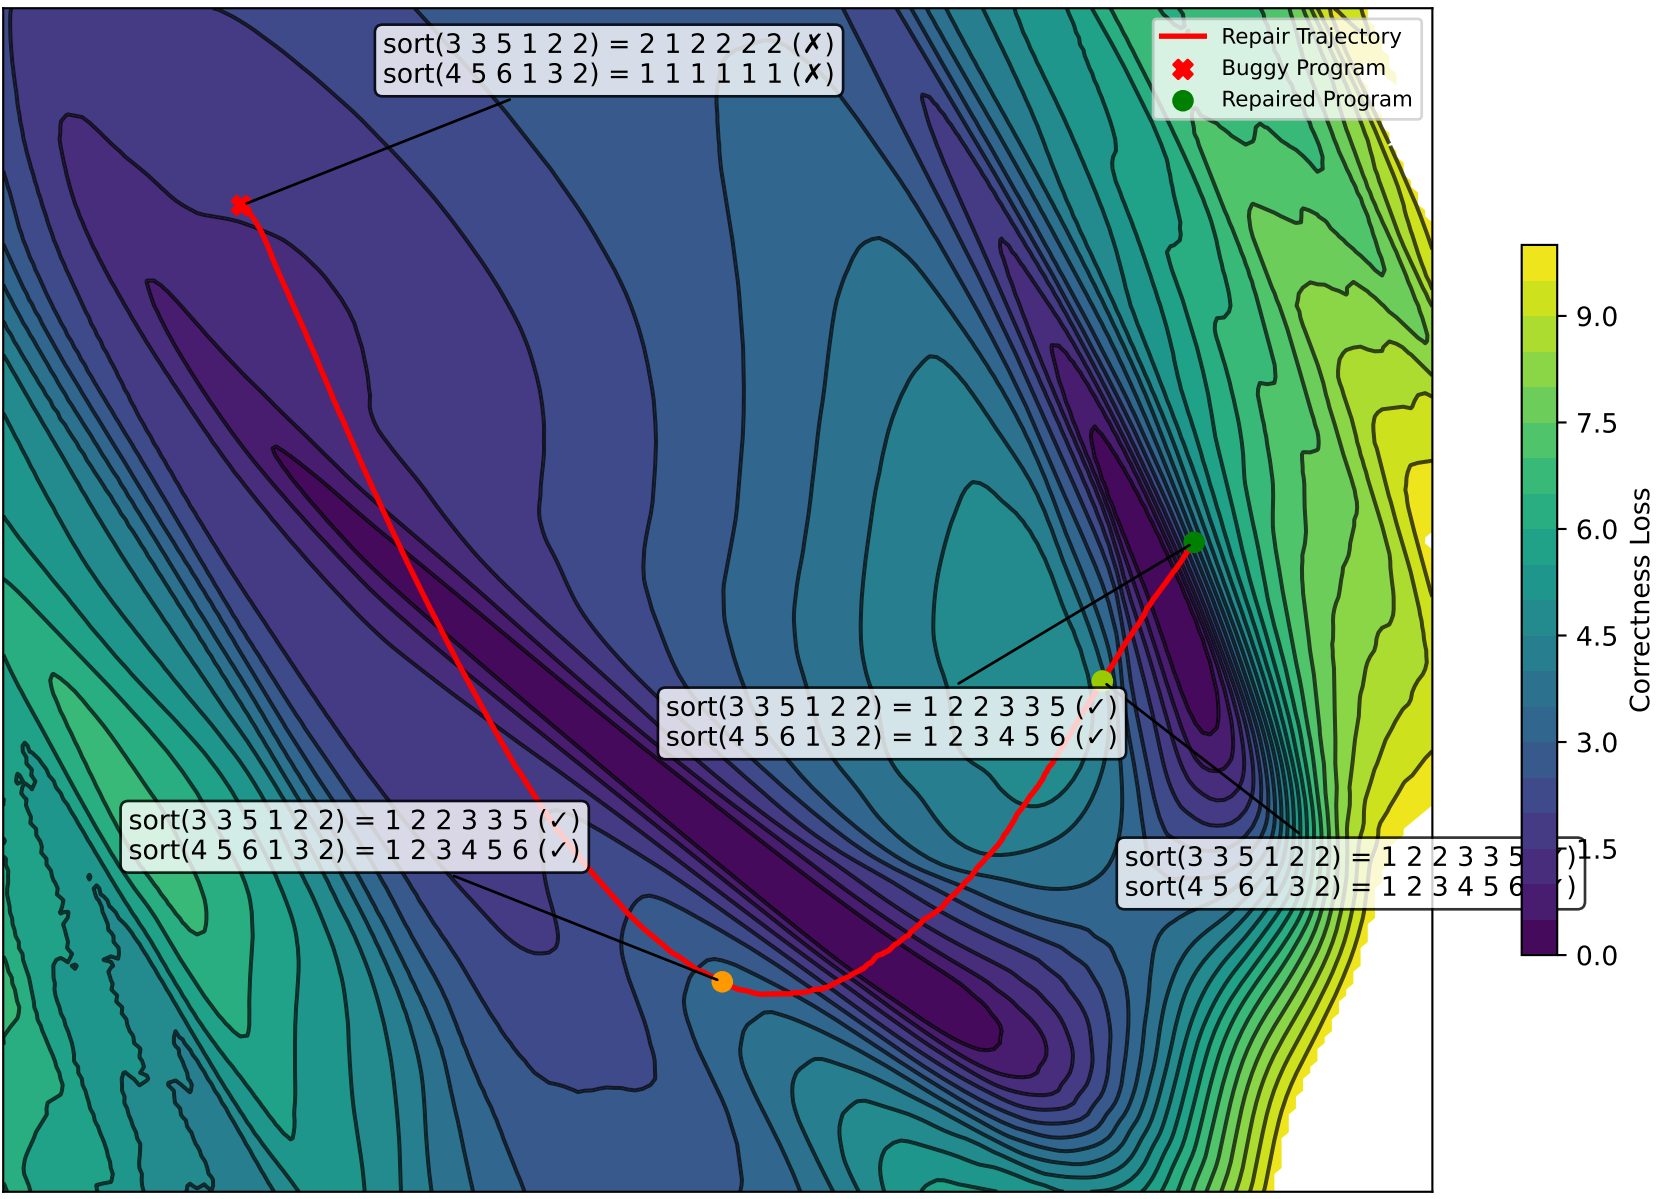 sort(3 3 5 1 2 2) = 2 1 2 2 2 2 (✗)
sort(4 5 6 1 3 2) = 1 1 1 1 1 1 (✗)
Repair Trajectory
Buggy Program
Repaired Program
sort(3 3 5 1 2 2) = 1 2 2 3 3 5 (✓)
sort(4 5 6 1 3 2) = 1 2 3 4 5 6 (✓)
sort(3 3 5 1 2 2) = 1 2 2 3 3 5 (✓)
sort(4 5 6 1 3 2) = 1 2 3 4 5 6 (✓)
sort(3 3 5 1 2 2) = 1 2 2 3 3 5
sort(4 5 6 1 3 2) = 1 2 3 4 5 6
9.0
7.5
6.0
4.5
3.0
1.5
0.0
Correctness Loss